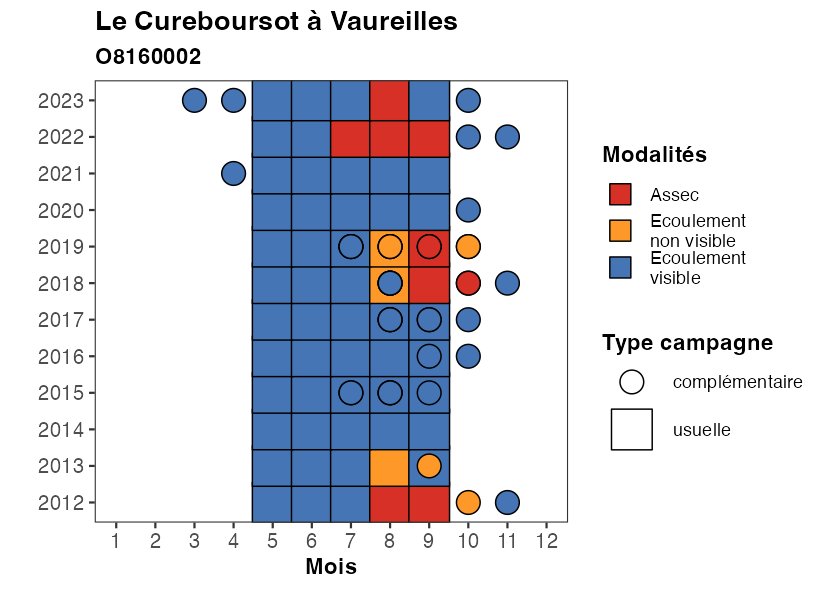 Le Cureboursot à Vaureilles
O8160002
2023
2022
2021
2020
2019
2018
2017
2016
2015
2014
2013
2012
1 2 3 4 5 6 7 8 9 10 11 12
Mois
Modalités
Assec
Ecoulement
non visible
Ecoulement
visible
Type campagne
complémentaire
usuelle